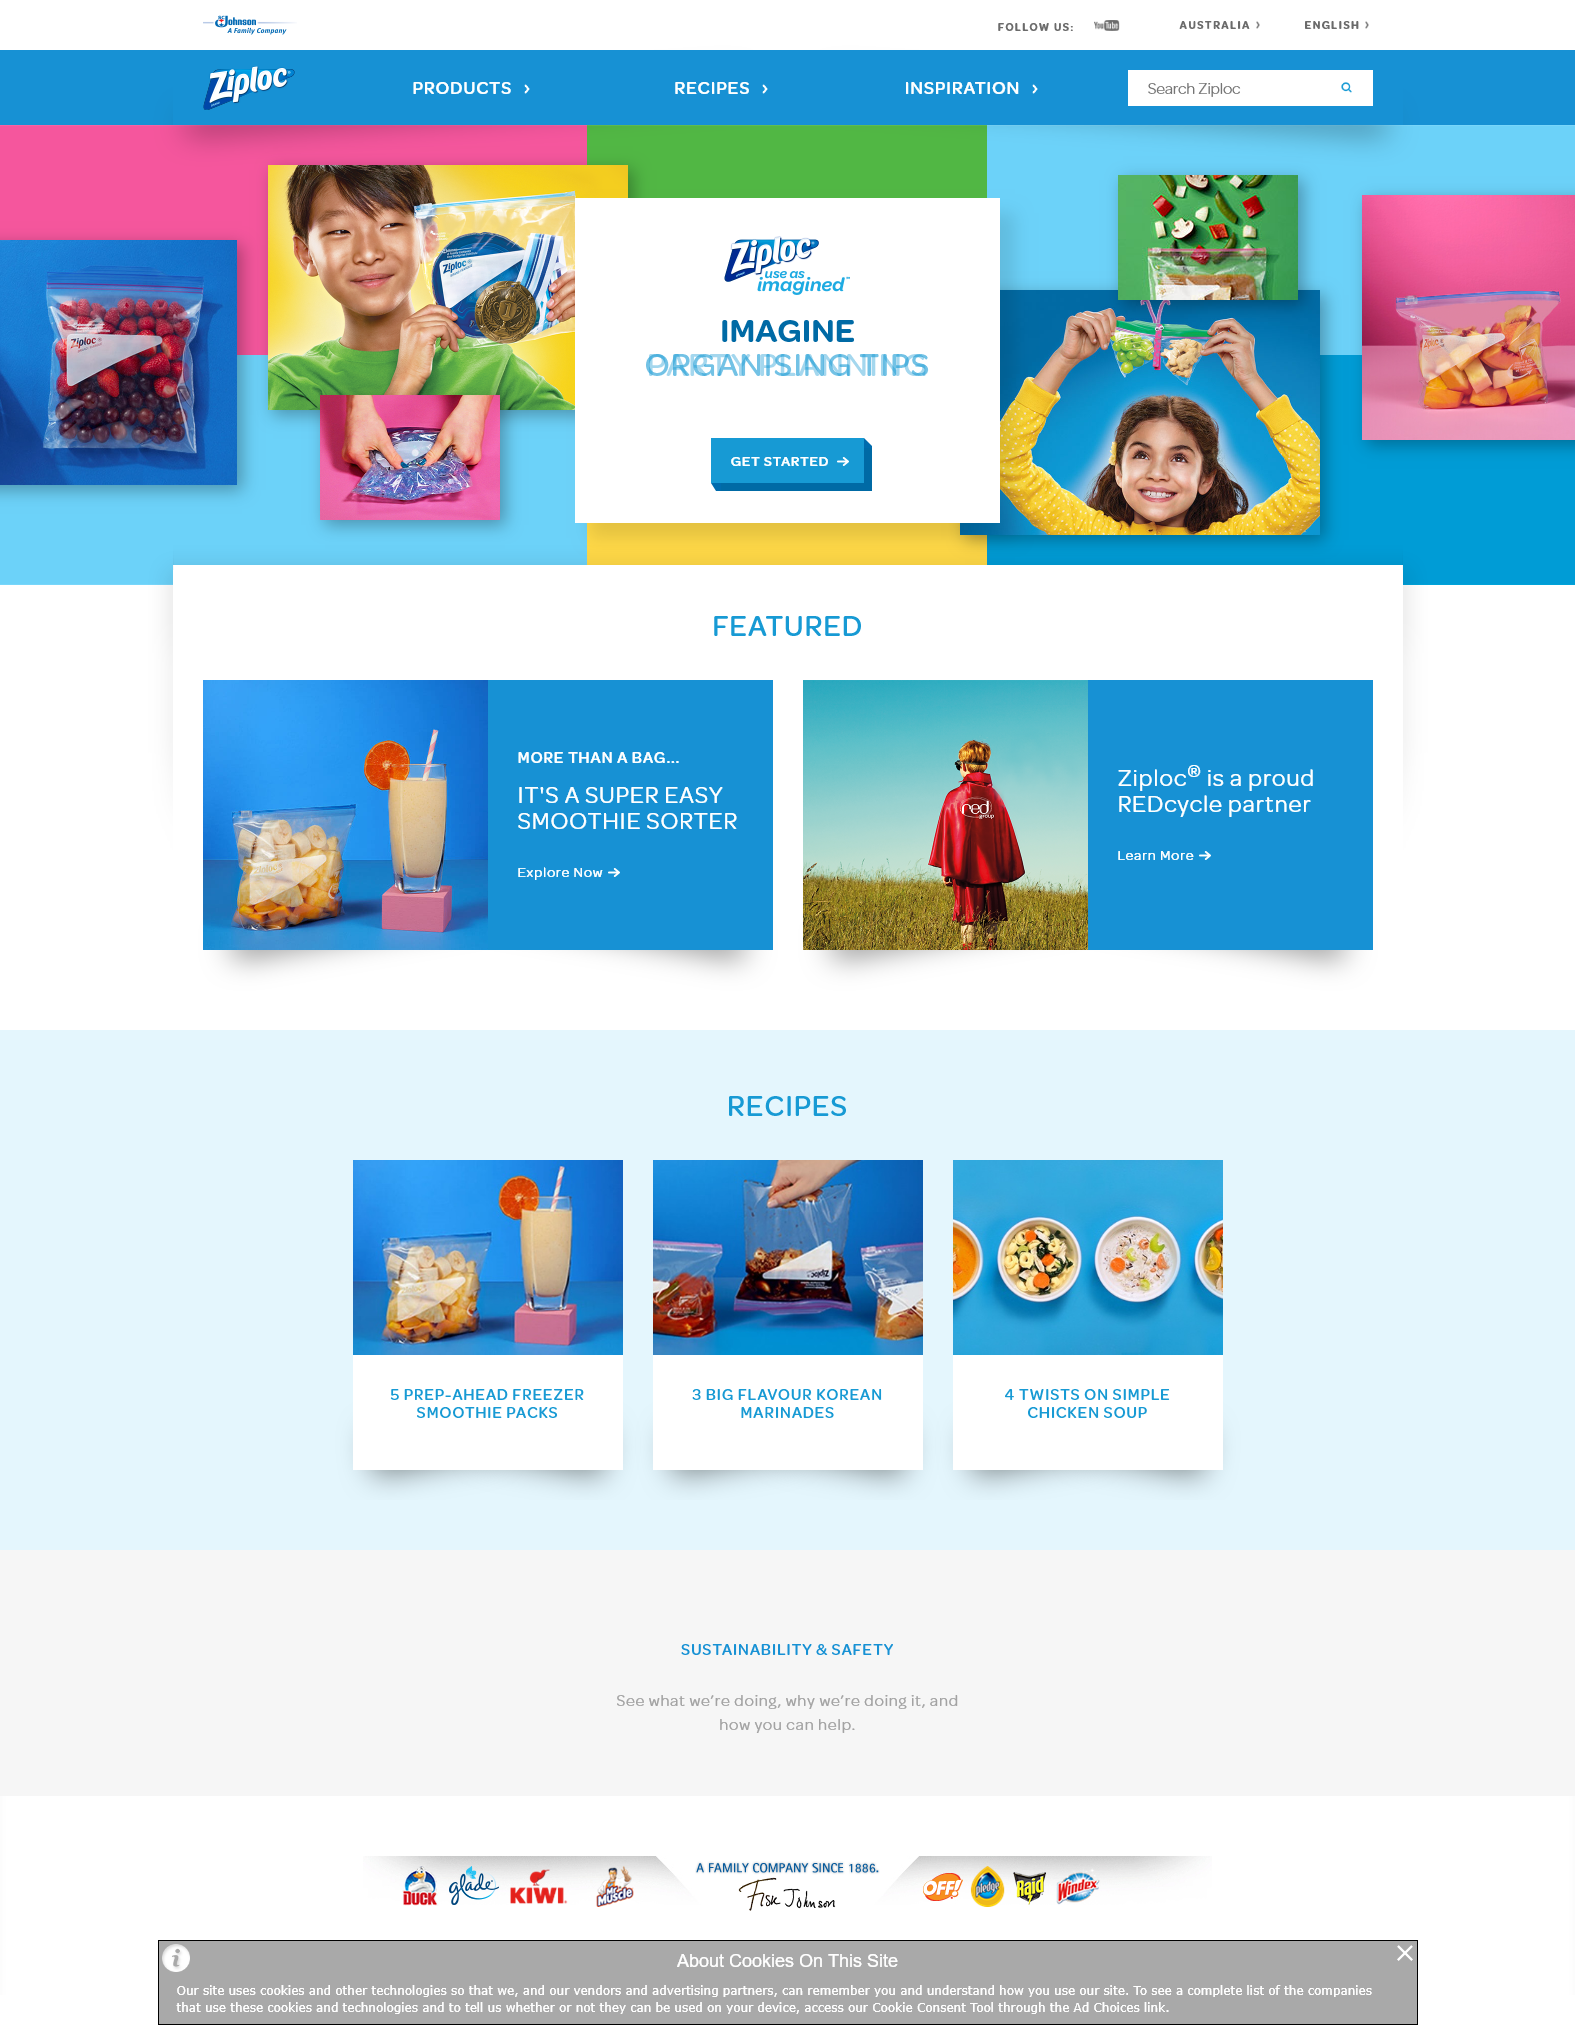 SC Johnson
A Family Company
FOLLOW US:
YouTube
AUSTRALIA ›
ENGLISH ›
Ziploc®
PRODUCTS ›
RECIPES ›
INSPIRATION ›
Search Ziploc
Ziploc®
Ziploc®
Ziploc®
use as
imagined™
IMAGINE
GET STARTED →
FEATURED
MORE THAN A BAG...
IT'S A SUPER EASY
SMOOTHIE SORTER
Explore Now →
red
group
Ziploc® is a proud
REDcycle partner
Learn More →
RECIPES
Ziploc
5 PREP-AHEAD FREEZER
SMOOTHIE PACKS
3 BIG FLAVOUR KOREAN
MARINADES
4 TWISTS ON SIMPLE
CHICKEN SOUP
SUSTAINABILITY & SAFETY
See what we’re doing, why we’re doing it, and
how you can help.
DUCK
glade
KIWI
Mr Muscle
A FAMILY COMPANY SINCE 1886.
Fisk Johnson
OFF!
pledge
Raid
Windex
About Cookies On This Site
Our site uses cookies and other technologies so that we, and our vendors and advertising partners, can remember you and understand how you use our site. To see a complete list of the companies
that use these cookies and technologies and to tell us whether or not they can be used on your device, access our Cookie Consent Tool through the Ad Choices link.